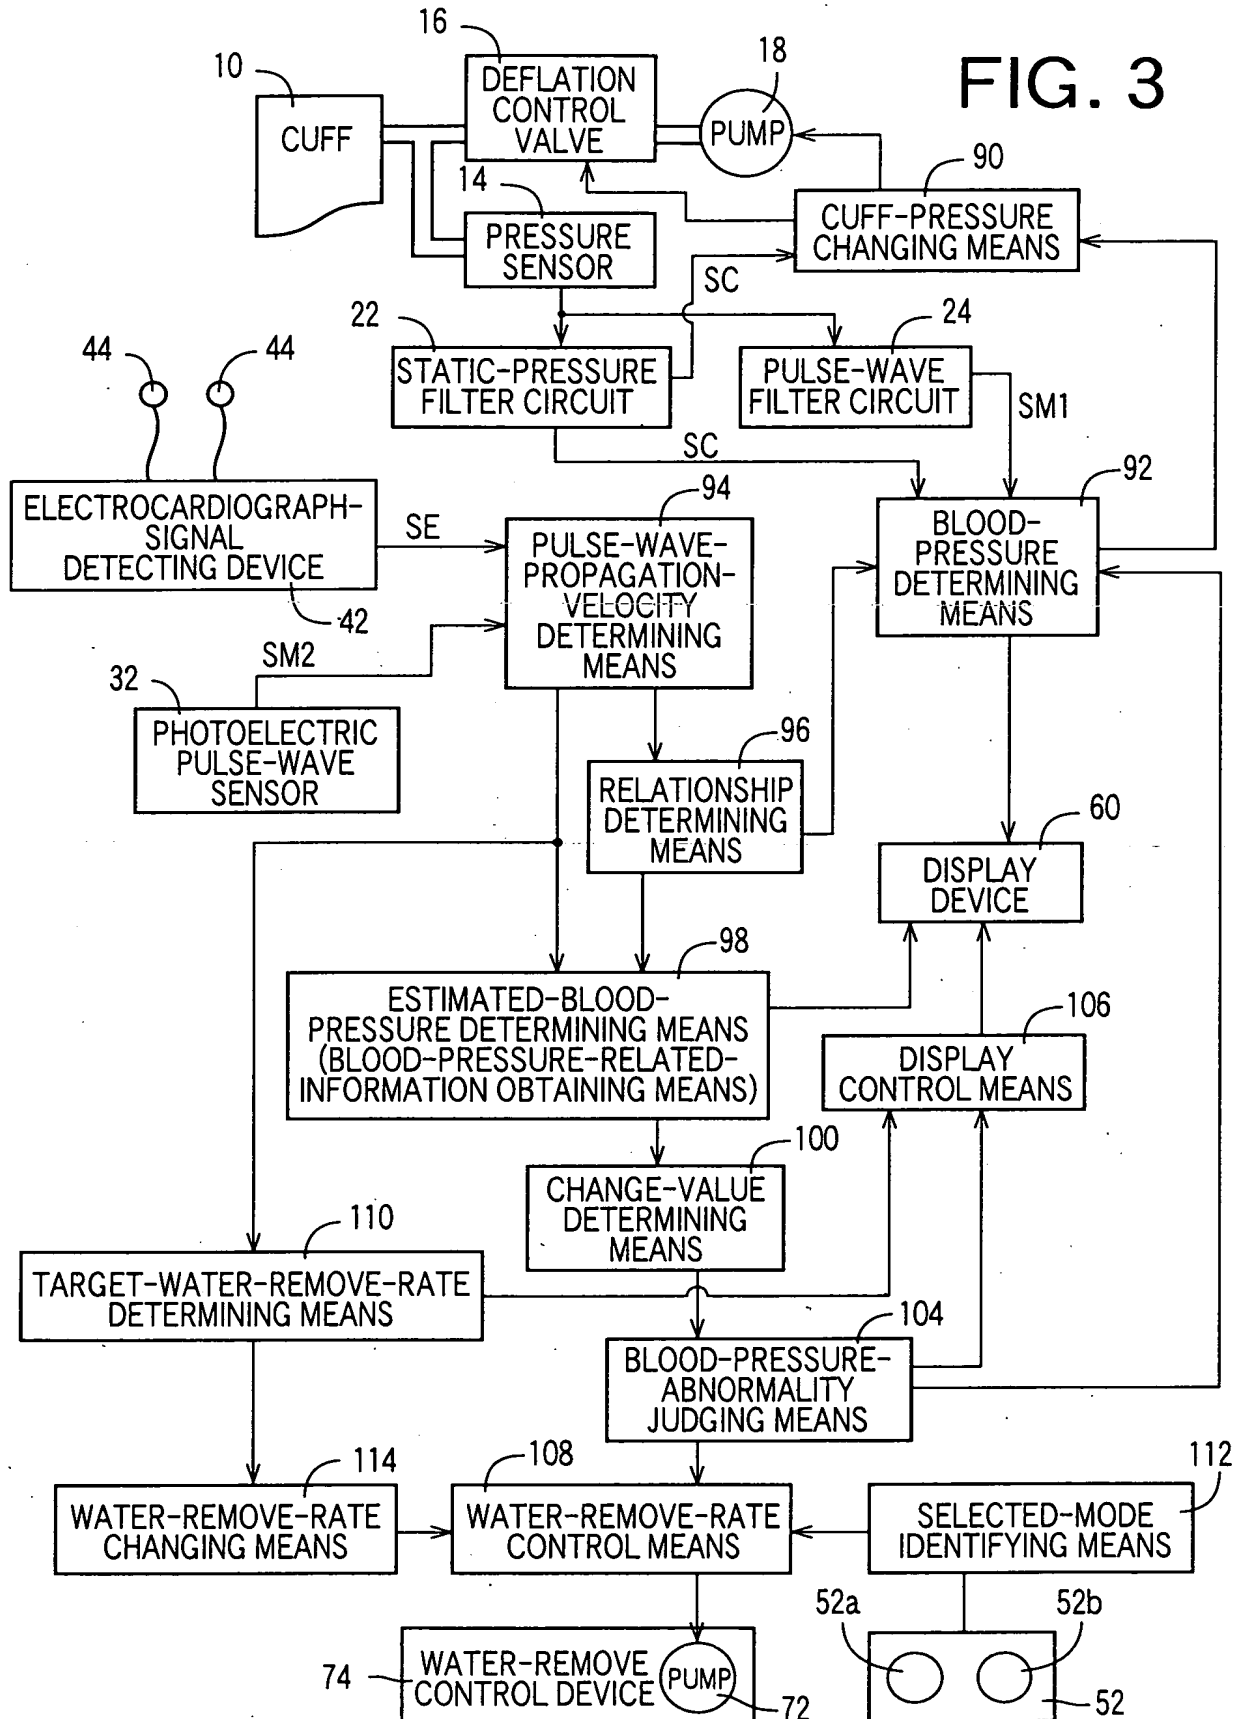 FIG. 3
16
10
18
DEFLATION
CONTROL
VALVE
CUFF
PUMP
14
90
PRESSURE
SENSOR
CUFF-PRESSURE
CHANGING MEANS
SC
22
24
44
44
STATIC-PRESSURE
FILTER CIRCUIT
PULSE-WAVE
FILTER CIRCUIT
SM1
SC
92
94
ELECTROCARDIOGRAPH-
SIGNAL
DETECTING DEVICE
SE
PULSE-WAVE-
PROPAGATION-
VELOCITY
DETERMINING
MEANS
BLOOD-
PRESSURE
DETERMINING
MEANS
42
SM2
32
PHOTOELECTRIC
PULSE-WAVE
SENSOR
96
RELATIONSHIP
DETERMINING
MEANS
60
DISPLAY
DEVICE
98
ESTIMATED-BLOOD-
PRESSURE DETERMINING MEANS
(BLOOD-PRESSURE-RELATED-
INFORMATION OBTAINING MEANS)
106
DISPLAY
CONTROL MEANS
100
CHANGE-VALUE
DETERMINING
MEANS
110
TARGET-WATER-REMOVE-RATE
DETERMINING MEANS
104
BLOOD-PRESSURE-
ABNORMALITY
JUDGING MEANS
114
108
112
WATER-REMOVE-RATE
CHANGING MEANS
WATER-REMOVE-RATE
CONTROL MEANS
SELECTED-MODE
IDENTIFYING MEANS
52a
52b
74
WATER-REMOVE
CONTROL DEVICE
PUMP
72
52